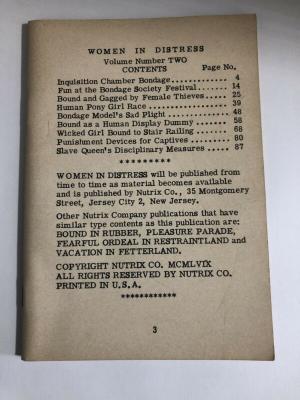 WOMEN IN DISTRESS
Volume Number TWO
CONTENTS Page No.
Inquisition Chamber Bondage............ 4
Fun at the Bondage Society Festival..... 14
Bound and Gagged by Female Thieves..... 25
Human Pony Girl Race................. 39
Bondage Model's Sad Plight............ 48
Bound as a Human Display Dummy....... 58
Wicked Girl Bound to Stair Railing....... 68
Punishment Devices for Captives......... 80
Slave Queen's Disciplinary Measures..... 87
*********
WOMEN IN DISTRESS will be published from
time to time as material becomes available
and is published by Nutrix Co., 35 Montgomery
Street, Jersey City 2, New Jersey.
Other Nutrix Company publications that have
similar type contents as this publication are:
BOUND IN RUBBER, PLEASURE PARADE,
FEARFUL ORDEAL IN RESTRAINTLAND and
VACATION IN FETTERLAND.
COPYRIGHT NUTRIX CO. MCMLVIX
ALL RIGHTS RESERVED BY NUTRIX CO.
PRINTED IN U.S.A.
************
3